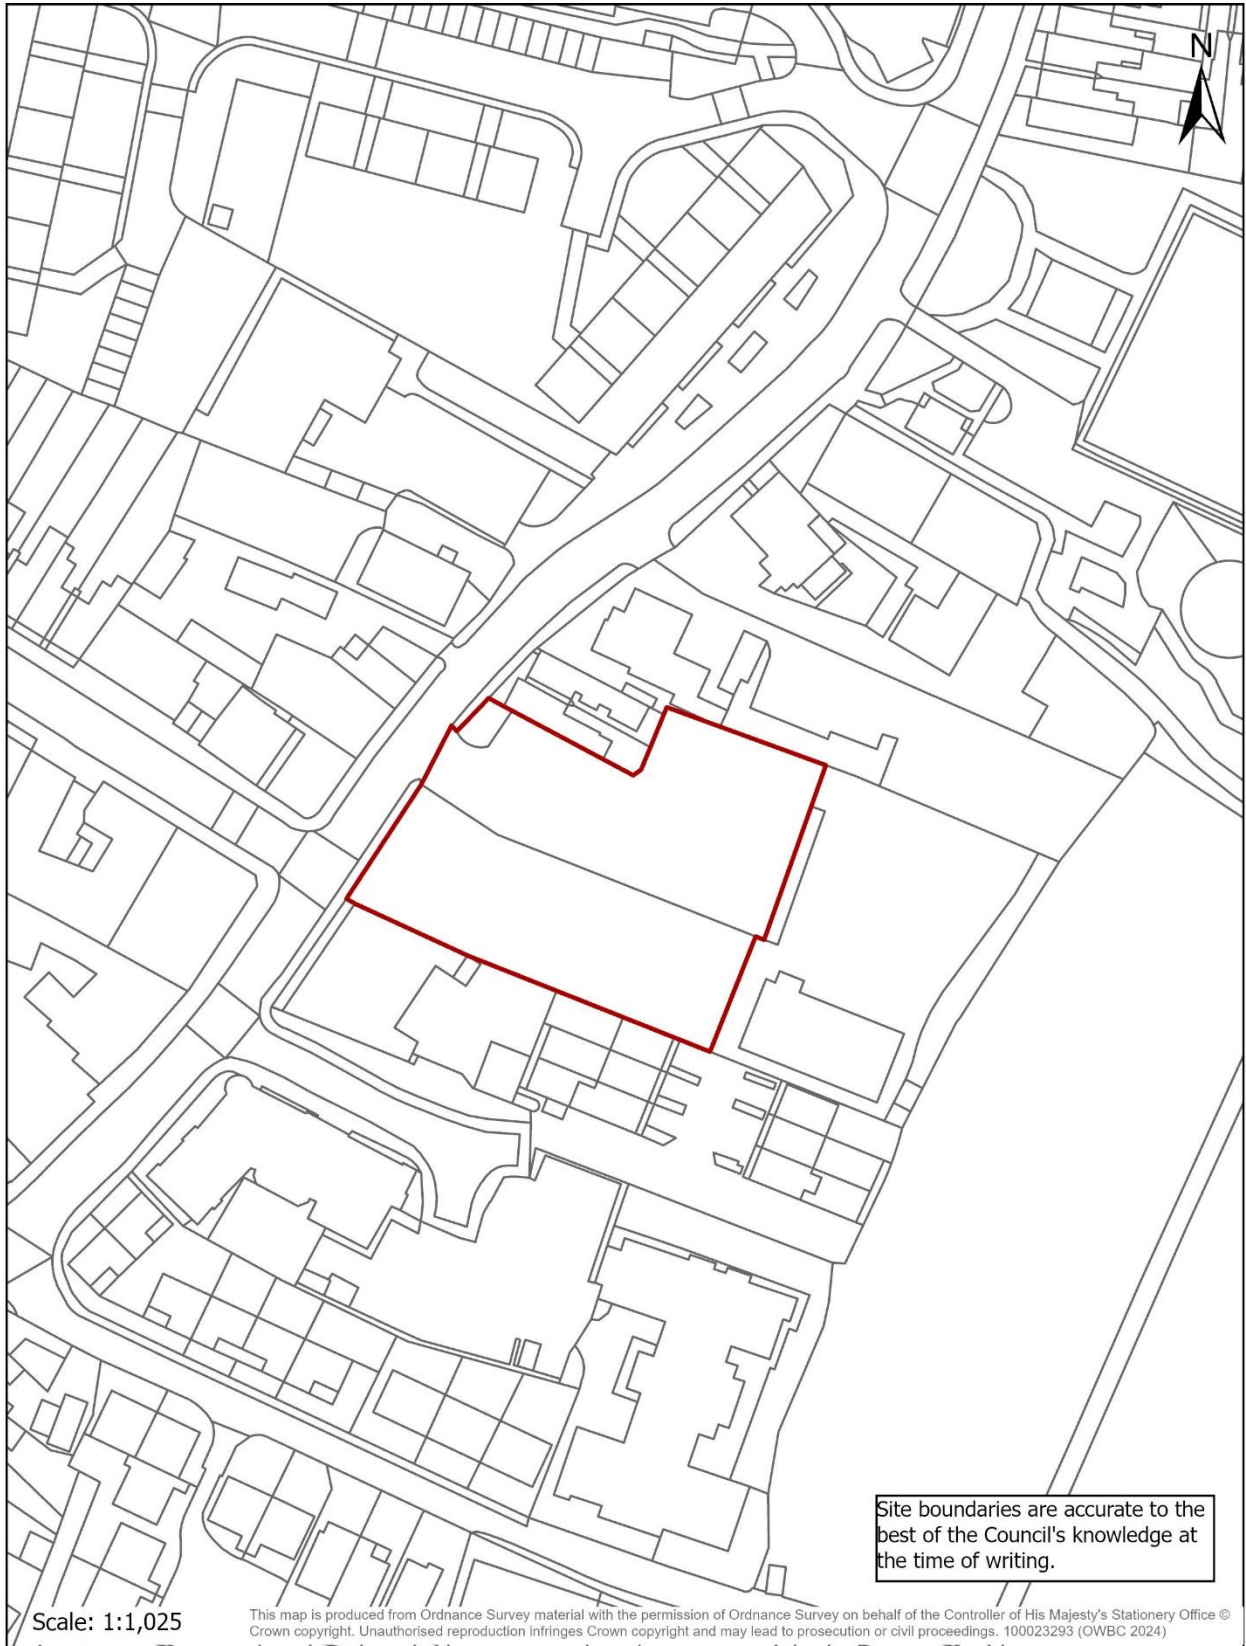 N
Site boundaries are accurate to the
best of the Council's knowledge at
the time of writing.
Scale: 1:1,025
This map is produced from Ordnance Survey material with the permission of Ordnance Survey on behalf of the Controller of His Majesty's Stationery Office ©
Crown copyright. Unauthorised reproduction infringes Crown copyright and may lead to prosecution or civil proceedings. 100023293 (OWBC 2024)